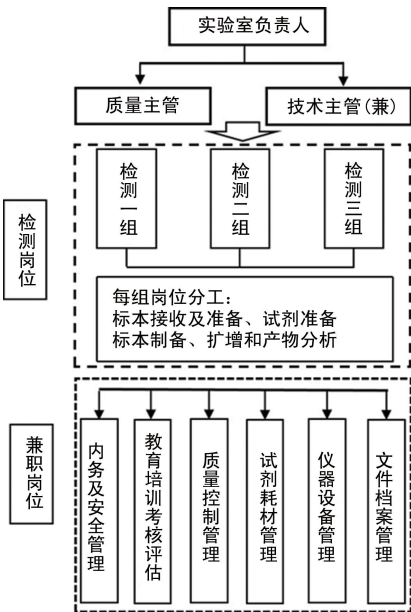 实验室负责人
质量主管
技术主管(兼)
检测岗位
检测一组
检测二组
检测三组
每组岗位分工：
标本接收及准备、试剂准备
标本制备、扩增和产物分析
兼职岗位
内务及安全管理
教育培训考核评估
质量控制管理
试剂耗材管理
仪器设备管理
文件档案管理